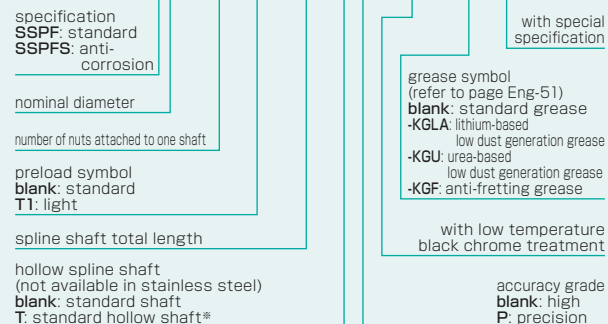 specification
SSPF: standard
SSPFS: anti-
corrosion
nominal diameter
number of nuts attached to one shaft
preload symbol
blank: standard
T1: light
spline shaft total length
hollow spline shaft
(not available in stainless steel)
blank: standard shaft
T: standard hollow shaft※
with special
specification
grease symbol
(refer to page Eng-51)
blank: standard grease
-KGLA: lithium-based
low dust generation grease
-KGU: urea-based
low dust generation grease
-KGF: anti-fretting grease
with low temperature
black chrome treatment
accuracy grade
blank: high
P: precision